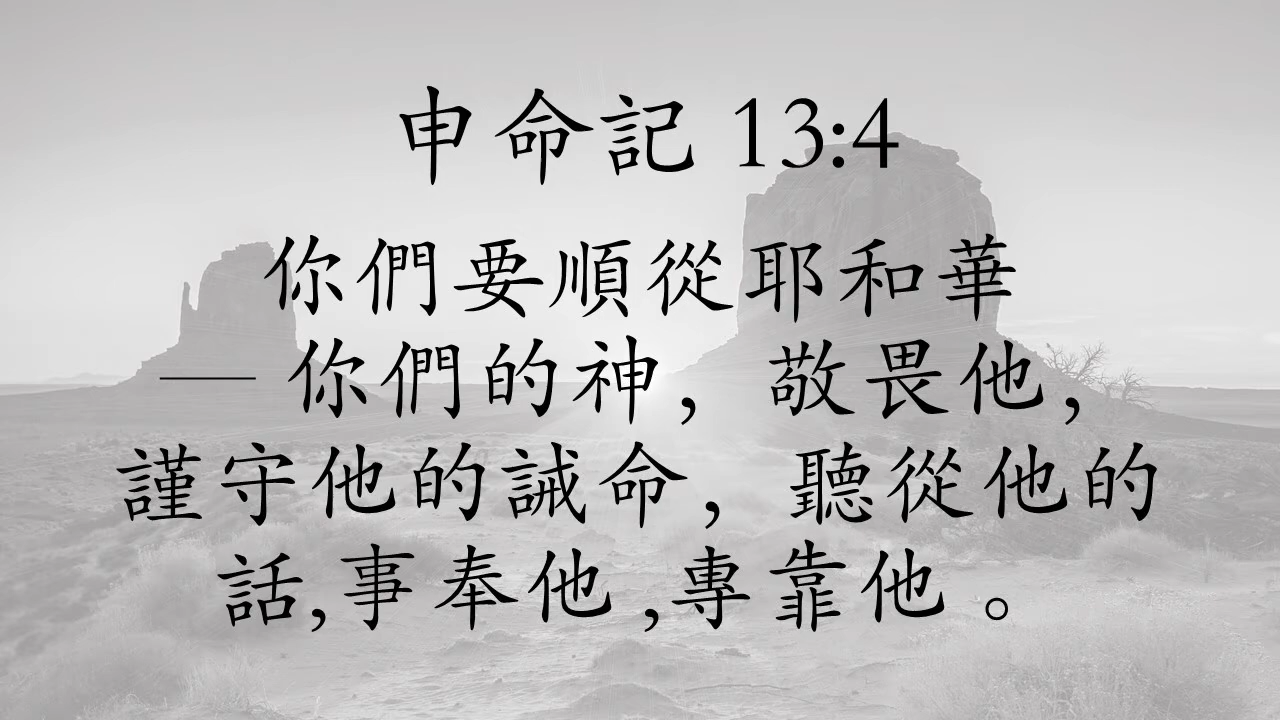 申命記 13:4
你們要順從耶和華
— 你們的神，敬畏他，
謹守他的誡命，聽從他的
話,事奉他 ,專靠他 。